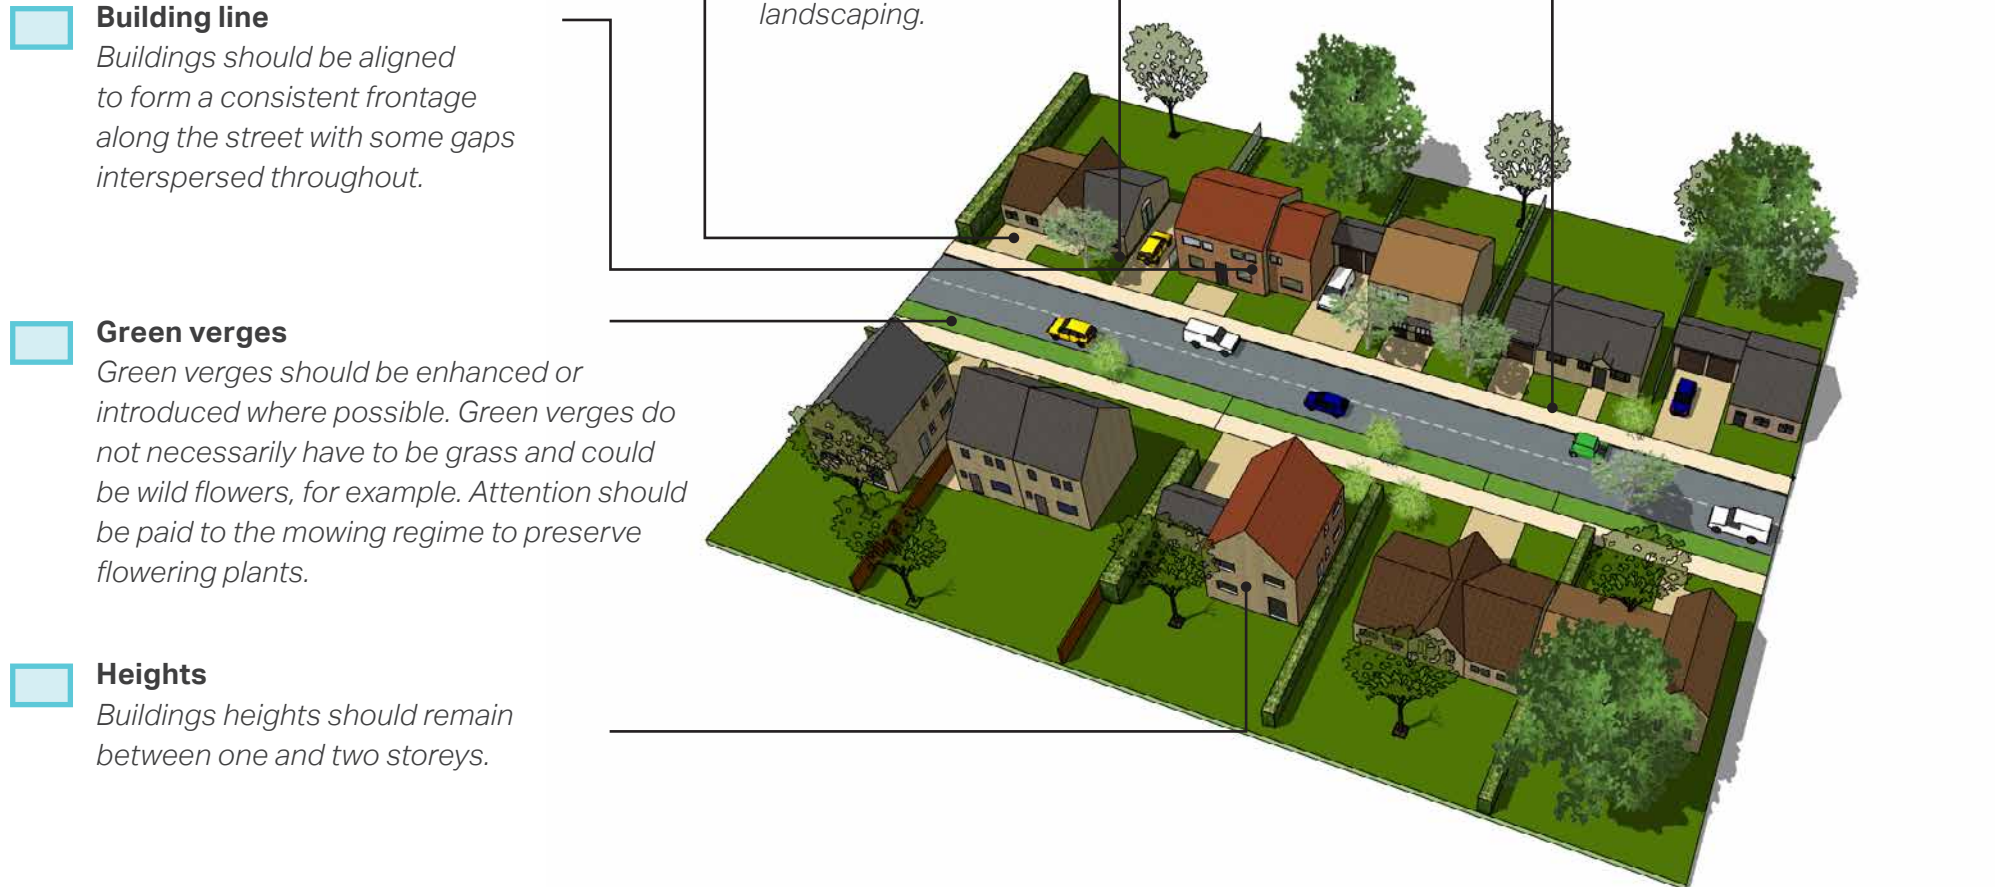 Building line
Buildings should be aligned
to form a consistent frontage
along the street with some gaps
interspersed throughout.
landscaping.
Green verges
Green verges should be enhanced or
introduced where possible. Green verges do
not necessarily have to be grass and could
be wild flowers, for example. Attention should
be paid to the mowing regime to preserve
flowering plants.
Heights
Buildings heights should remain
between one and two storeys.